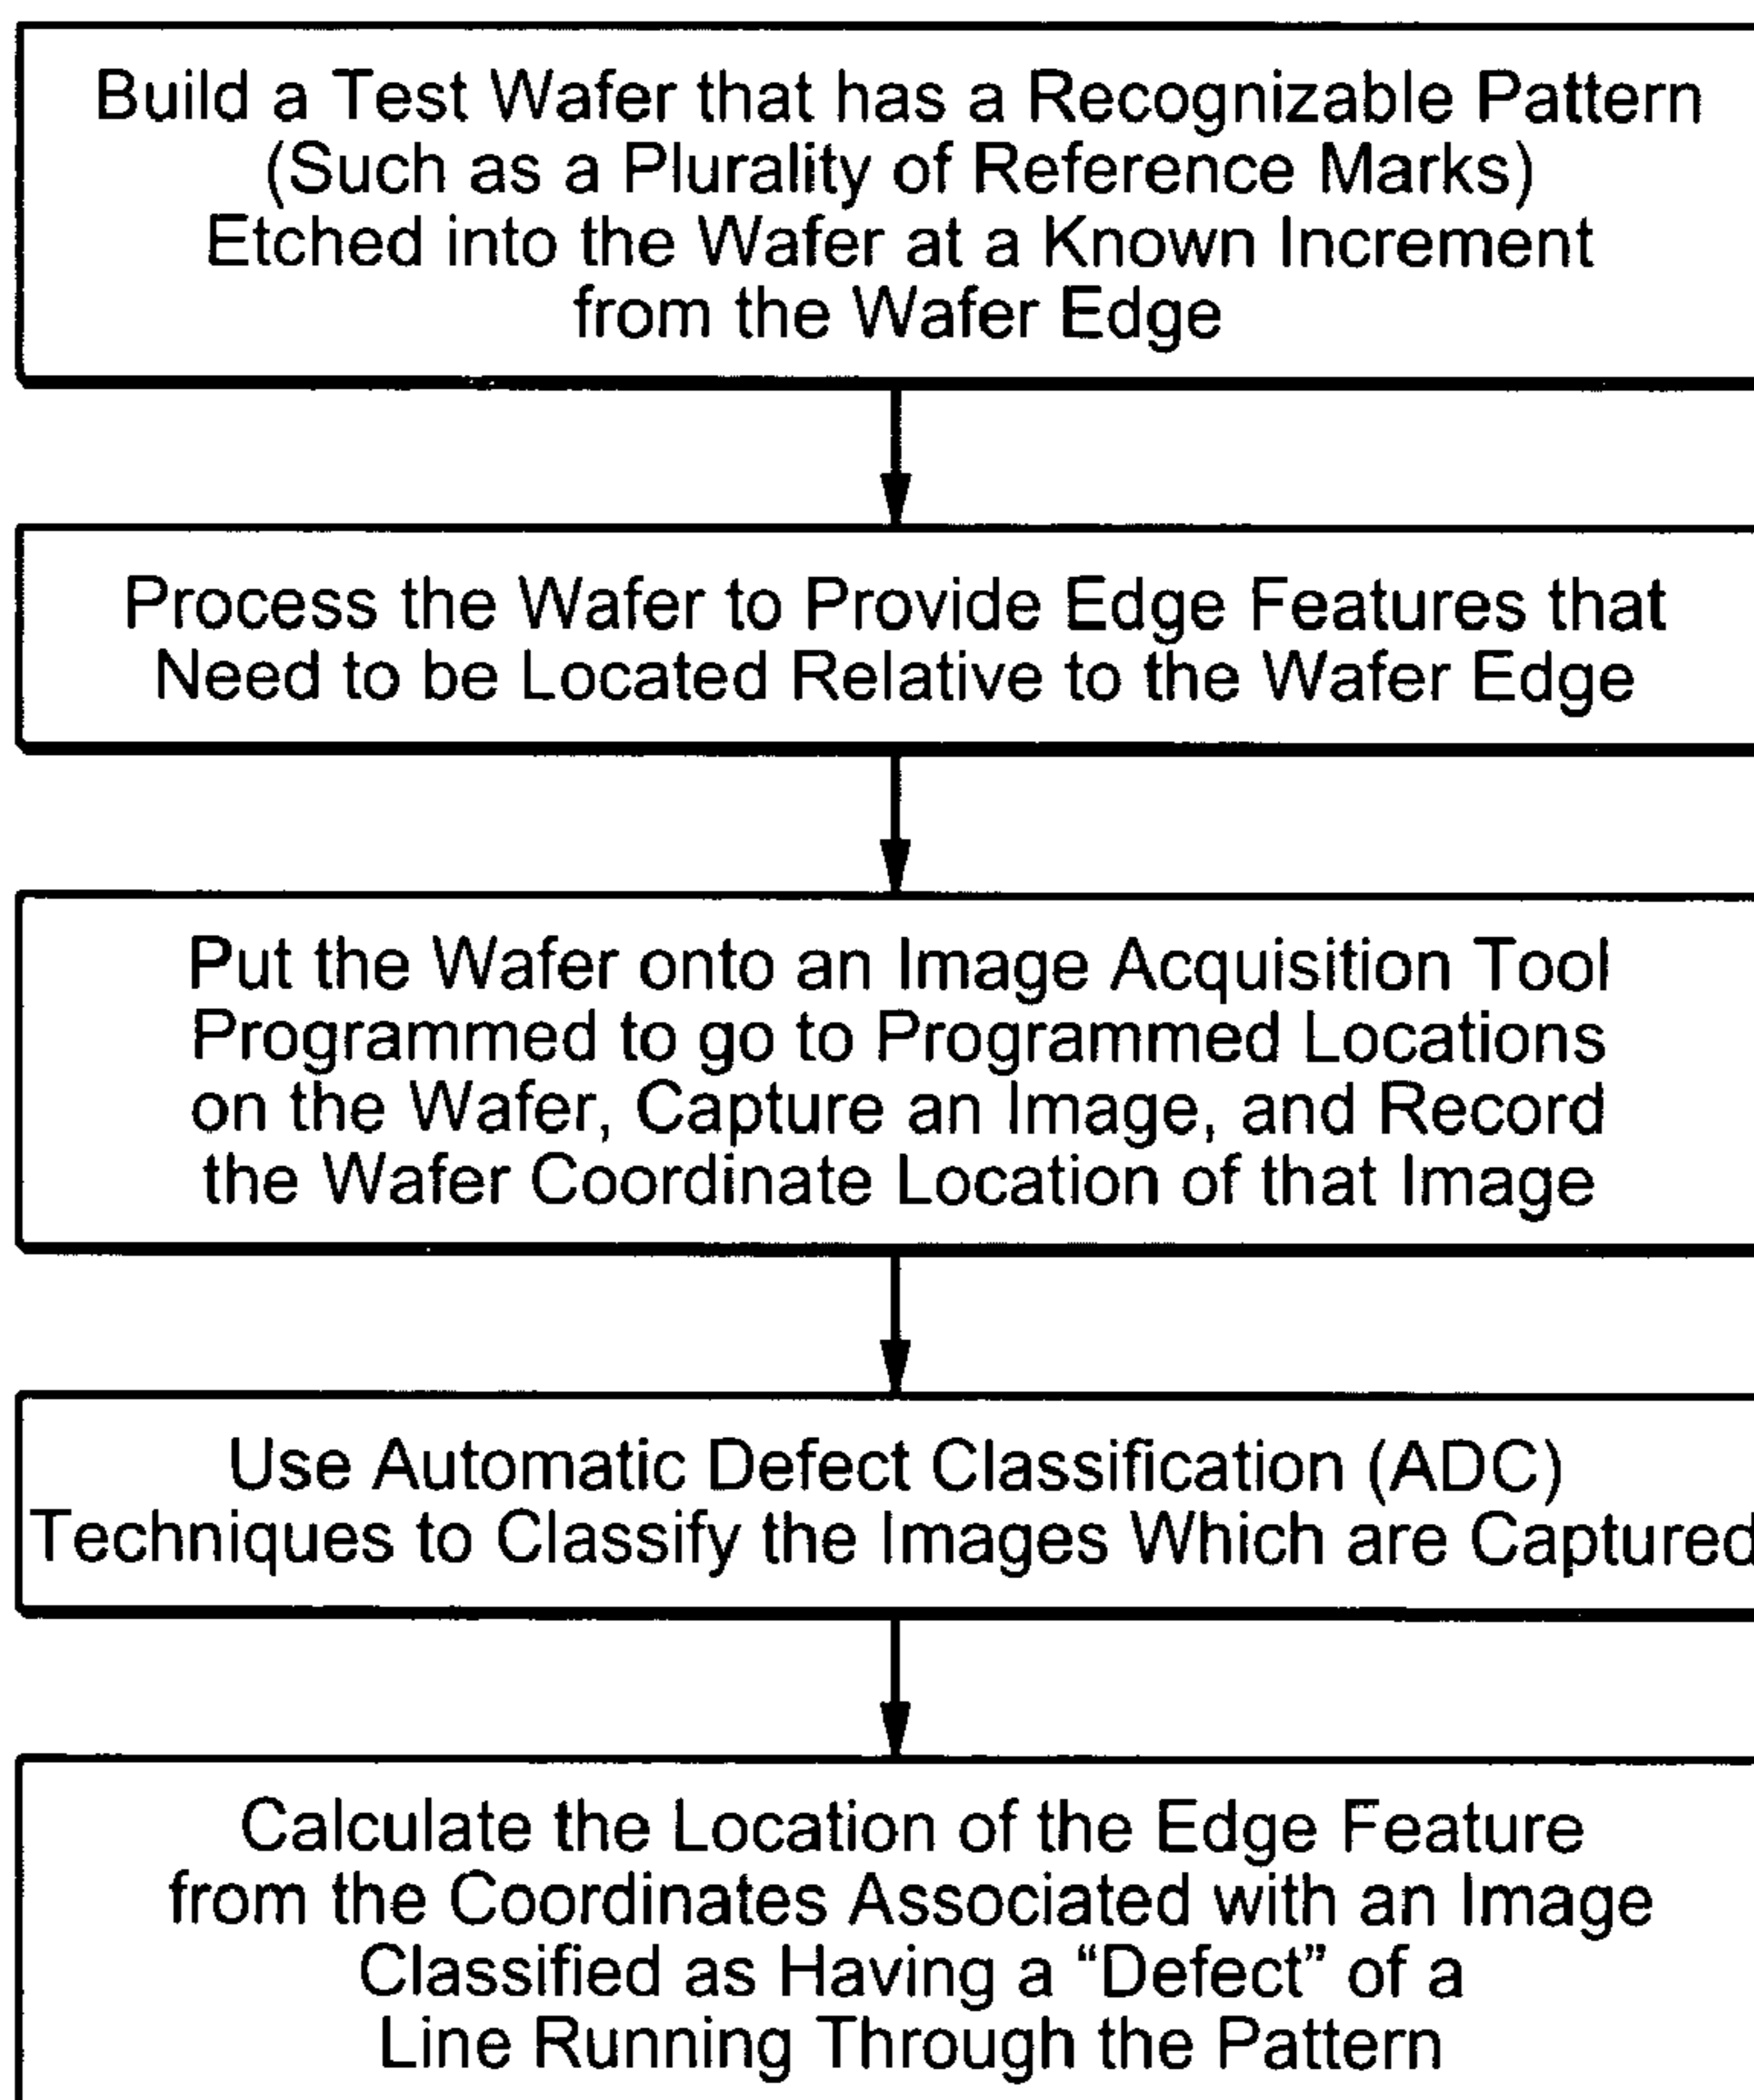 Build a Test Wafer that has a Recognizable Pattern
(Such as a Plurality of Reference Marks)
Etched into the Wafer at a Known Increment
from the Wafer Edge
Process the Wafer to Provide Edge Features that
Need to be Located Relative to the Wafer Edge
Put the Wafer onto an Image Acquisition Tool
Programmed to go to Programmed Locations
on the Wafer, Capture an Image, and Record
the Wafer Coordinate Location of that Image
Use Automatic Defect Classification (ADC)
Techniques to Classify the Images Which are Captured
Calculate the Location of the Edge Feature
from the Coordinates Associated with an Image
Classified as Having a “Defect” of a
Line Running Through the Pattern